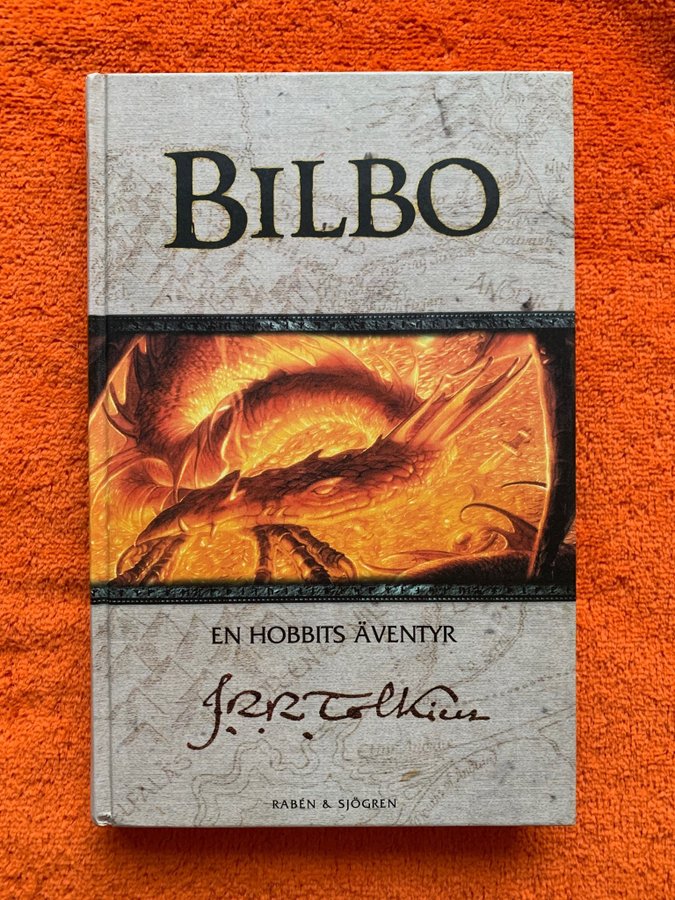 BILBO
EN HOBBITS ÄVENTYR
J.R.R. Tolkien
RABÉN & SJÖGREN